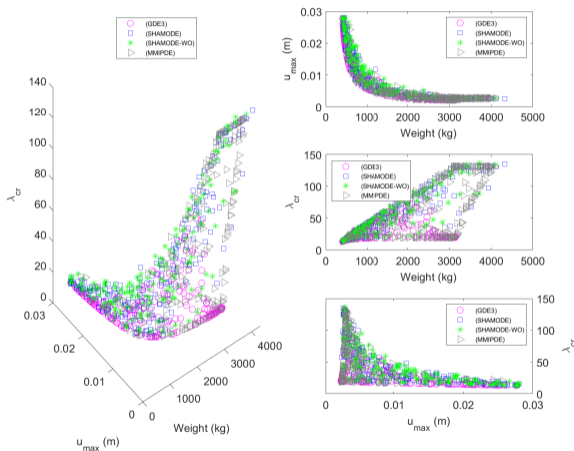 (GDE3)
(SHAMODE)
(SHAMODE-WO)
(MMIPDE)
140
120
100
80
60
40
20
0
λcr
0.03
0.02
0.01
0
umax (m)
0
1000
2000
3000
4000
Weight (kg)
(GDE3)
(SHAMODE)
(SHAMODE-WO)
(MMIPDE)
0.03
0.02
0.01
0
umax (m)
0 1000 2000 3000 4000 5000
Weight (kg)
(GDE3)
(SHAMODE)
(SHAMODE-WO)
(MMIPDE)
150
100
50
0
λcr
0 1000 2000 3000 4000 5000
Weight (kg)
(GDE3)
(SHAMODE)
(SHAMODE-WO)
(MMIPDE)
150
100
50
0
λcr
0 0.01 0.02 0.03
umax (m)